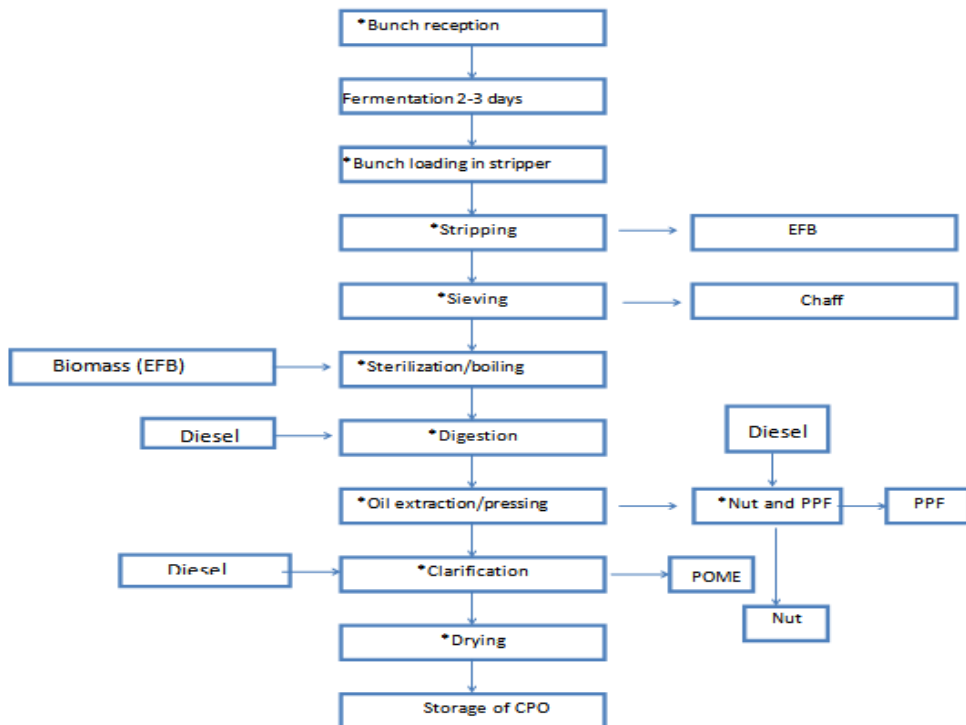 *Bunch reception
Fermentation 2-3 days
*Bunch loading in stripper
*Stripping
EFB
*Sieving
Chaff
Biomass (EFB)
*Sterilization/boiling
Diesel
*Digestion
Diesel
*Oil extraction/pressing
*Nut and PPF
PPF
Diesel
*Clarification
POME
Nut
*Drying
Storage of CPO